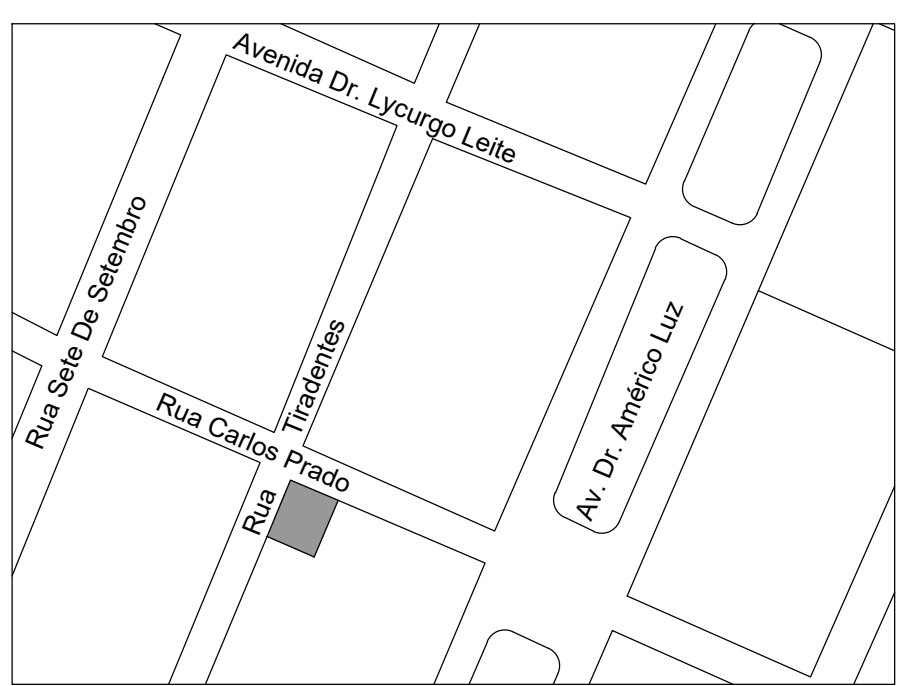 Avenida Dr. Lycurgo Leite
Rua Sete De Setembro
Rua Tiradentes
Rua Carlos Prado
Av. Dr. Américo Luz